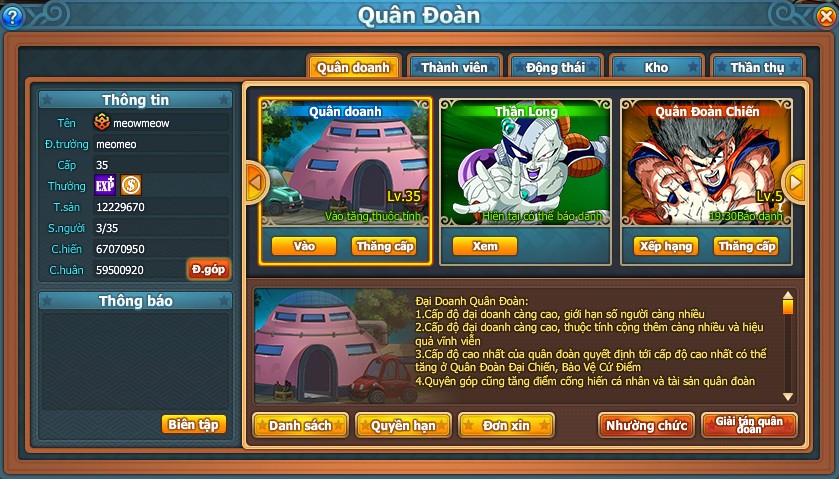 Quân Đoàn
Quân doanh
Thành viên
Động thái
Kho
Thần thụ
Thông tin
Tên meowmeow
Đ.trường meomeo
Cấp 35
Thưởng EXP $
T.sản 12229670
S.người 3/35
C.hiến 67070950
C.huân 59500920
Đ.góp
Thông báo
Biên tập
Quân doanh
Lv.35
Vào tăng thuộc tính
Vào
Thăng cấp
Thần Long
Hiện tại có thể báo danh
Xem
Quân Đoàn Chiến
Lv.5
19:30Báo danh
Xếp hạng
Thăng cấp
Đại Doanh Quân Đoàn:
1.Cấp độ đại doanh càng cao, giới hạn số người càng nhiều
2.Cấp độ đại doanh càng cao, thuộc tính cộng thêm càng nhiều và hiệu
quả vĩnh viễn
3.Cấp độ cao nhất của quân đoàn quyết định tới cấp độ cao nhất có thể
tăng ở Quân Đoàn Đại Chiến, Bảo Vệ Cứ Điểm
4.Quyên góp cũng tăng điểm cống hiến cá nhân và tài sản quân đoàn
Danh sách
Quyền hạn
Đơn xin
Nhường chức
Giải tán quân
đoàn